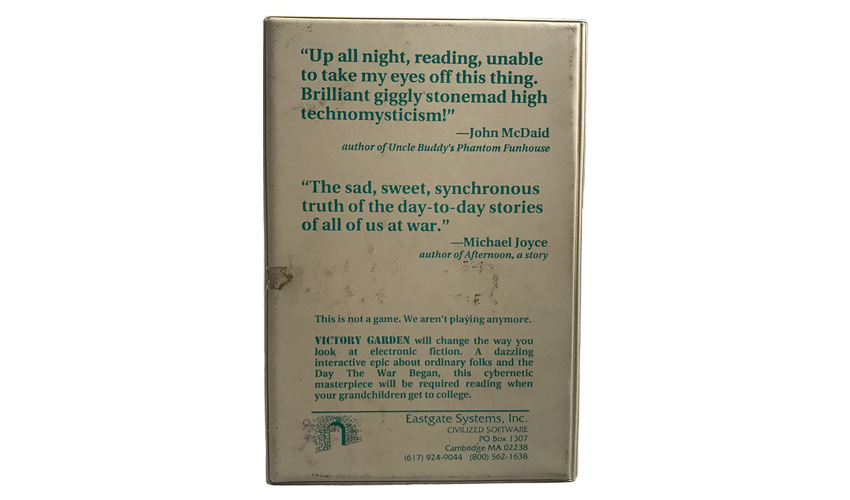 “Up all night, reading, unable
to take my eyes off this thing.
Brilliant giggly stonemad high
technomysticism!”
—John McDaid
author of Uncle Buddy's Phantom Funhouse
“The sad, sweet, synchronous
truth of the day-to-day stories
of all of us at war.”
—Michael Joyce
author of Afternoon, a story
This is not a game. We aren't playing anymore.
VICTORY GARDEN will change the way you
look at electronic fiction. A dazzling
interactive epic about ordinary folks and the
Day The War Began, this cybernetic
masterpiece will be required reading when
your grandchildren get to college.
Eastgate Systems, Inc.
CIVILIZED SOFTWARE
PO Box 1307
Cambridge MA 02238
(617) 924-9044 (800) 562-1638